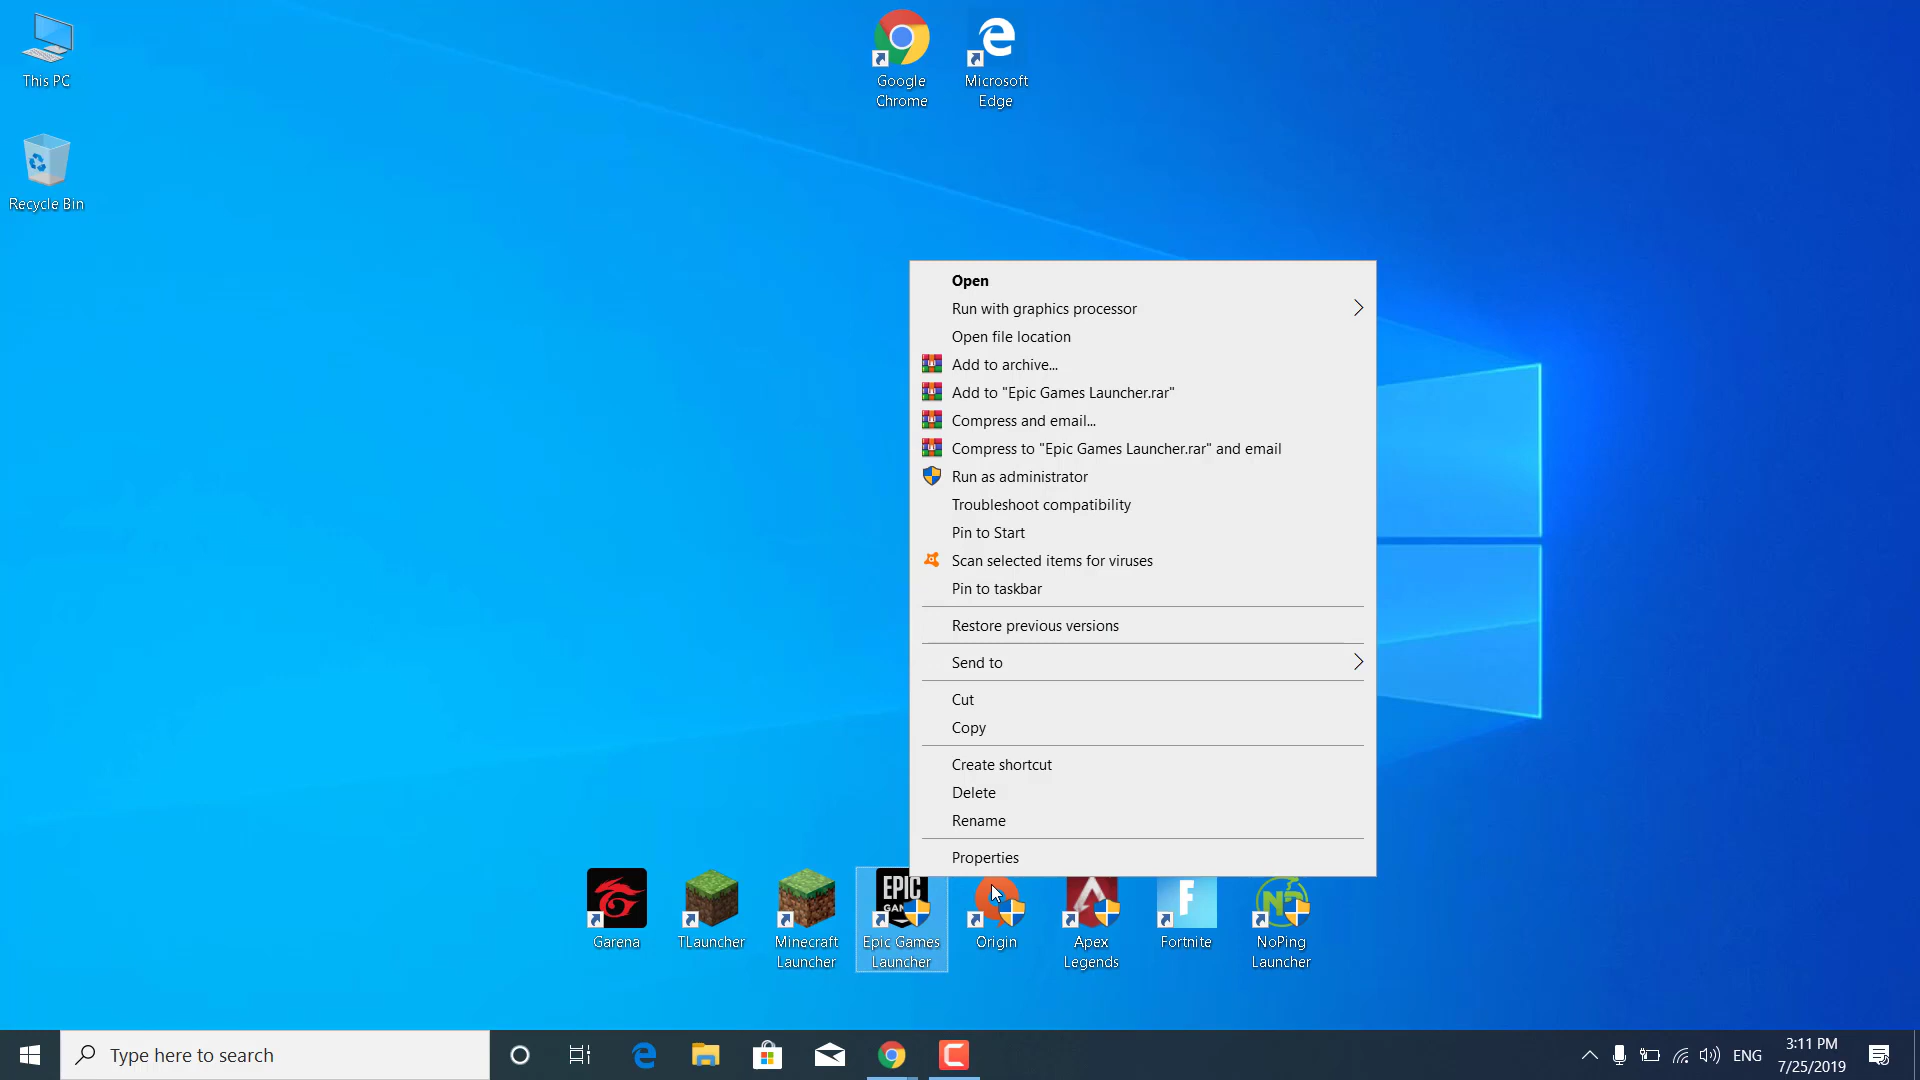 This PC
Recycle Bin
Google
Chrome
Microsoft
Edge
Open
Run with graphics processor
Open file location
Add to archive...
Add to "Epic Games Launcher.rar"
Compress and email...
Compress to "Epic Games Launcher.rar" and email
Run as administrator
Troubleshoot compatibility
Pin to Start
Scan selected items for viruses
Pin to taskbar
Restore previous versions
Send to
Cut
Copy
Create shortcut
Delete
Rename
Properties
EPIC
Garena
TLauncher
Minecraft
Launcher
Epic Games
Launcher
Origin
Apex
Legends
Fortnite
NoPing
Launcher
Type here to search
ENG
3:11 PM
7/25/2019